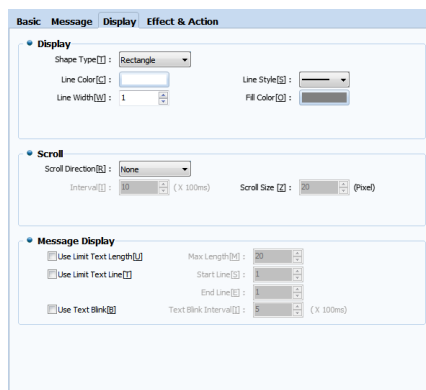 Basic Message Display Effect & Action
Display
Shape Type[T] : Rectangle
Line Color[C] : Line Style[S] :
Line Width[W] : 1 Fill Color[O] :
Scroll
Scroll Direction[R] : None
Interval[I] : 10 ( X 100ms) Scroll Size [Z] : 20 (Pixel)
Message Display
Use Limit Text Length[U] Max Length[M] : 20
Use Limit Text Line[T] Start Line[S] : 1
End Line[E] : 1
Use Text Blink[B] Text Blink Interval[I] : 5 ( X 100ms)